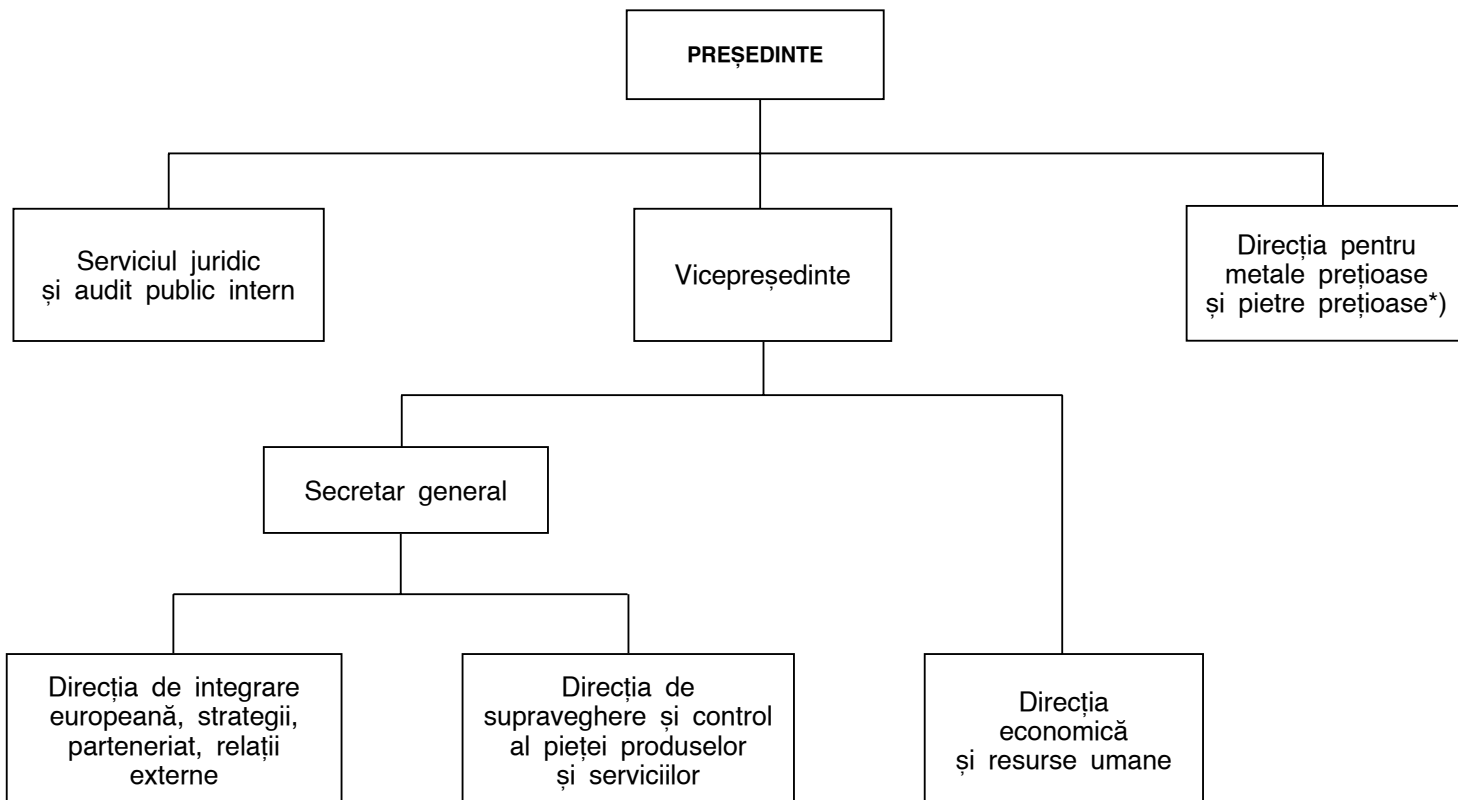 PREȘEDINTE
Serviciul juridic
și audit public intern
Vicepreședinte
Direcția pentru
metale prețioase
și pietre prețioase*)
Secretar general
Direcția de integrare
europeană, strategii,
parteneriat, relații
externe
Direcția de
supraveghere și control
al pieței produselor
și serviciilor
Direcția
economică
și resurse umane